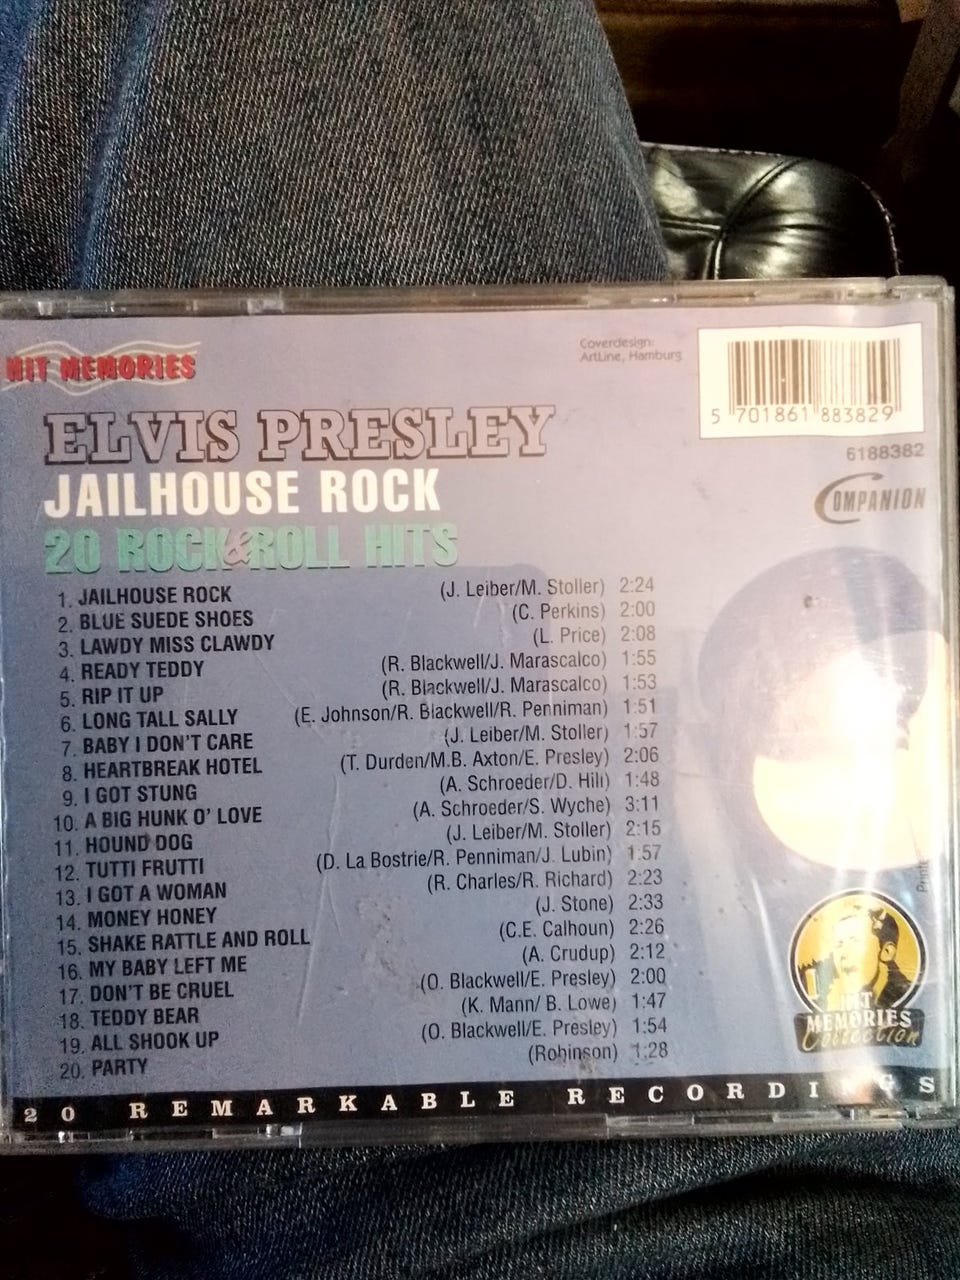 HIT MEMORIES
Coverdesign:
ArtLine, Hamburg
5 701861 883829
6188382
COMPANION
ELVIS PRESLEY
JAILHOUSE ROCK
20 ROCK & ROLL HITS
1. JAILHOUSE ROCK (J. Leiber/M. Stoller) 2:24
2. BLUE SUEDE SHOES (C. Perkins) 2:00
3. LAWDY MISS CLAWDY (L. Price) 2:08
4. READY TEDDY (R. Blackwell/J. Marascalco) 1:55
5. RIP IT UP (R. Blackwell/J. Marascalco) 1:53
6. LONG TALL SALLY (E. Johnson/R. Blackwell/R. Penniman) 1:51
7. BABY I DON'T CARE (J. Leiber/M. Stoller) 1:57
8. HEARTBREAK HOTEL (T. Durden/M.B. Axton/E. Presley) 2:06
9. I GOT STUNG (A. Schroeder/D. Hill) 1:48
10. A BIG HUNK O' LOVE (A. Schroeder/S. Wyche) 3:11
11. HOUND DOG (J. Leiber/M. Stoller) 2:15
12. TUTTI FRUTTI (D. La Bostrie/R. Penniman/J. Lubin) 1:57
13. I GOT A WOMAN (R. Charles/R. Richard) 2:23
14. MONEY HONEY (J. Stone) 2:33
15. SHAKE RATTLE AND ROLL (C.E. Calhoun) 2:26
16. MY BABY LEFT ME (A. Crudup) 2:12
17. DON'T BE CRUEL (O. Blackwell/E. Presley) 2:00
18. TEDDY BEAR (K. Mann/ B. Lowe) 1:47
19. ALL SHOOK UP (O. Blackwell/E. Presley) 1:54
20. PARTY (Robinson) 1:28
HIT
MEMORIES
Collection
20 REMARKABLE RECORDINGS